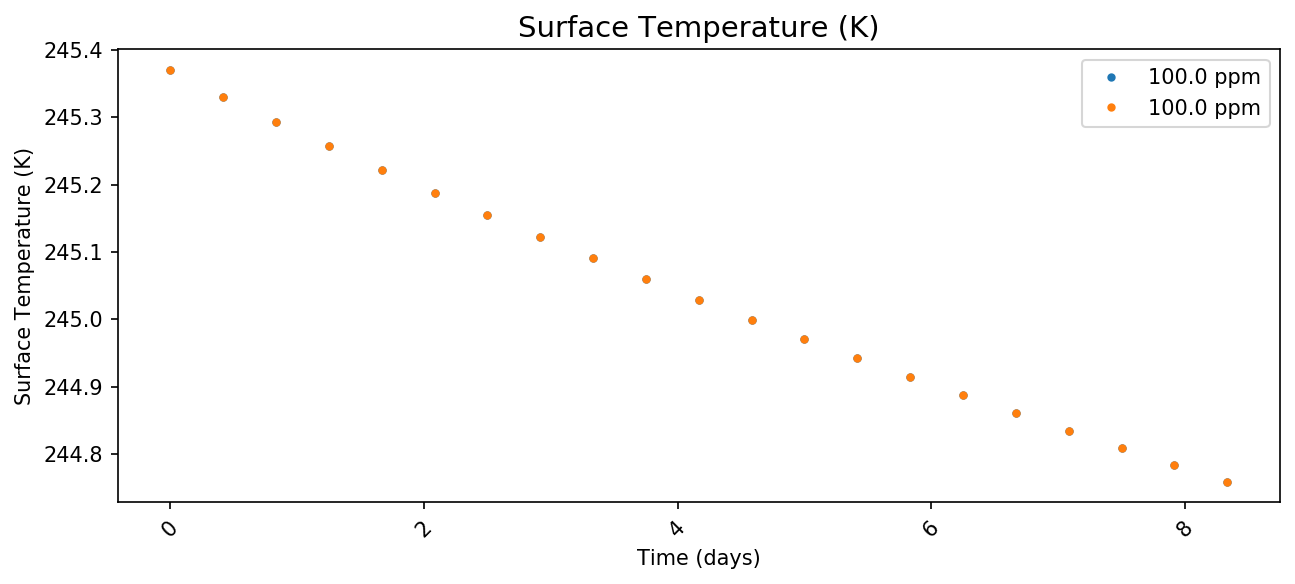 Surface Temperature (K)
245.4
245.3
245.2
245.1
245.0
244.9
244.8
Surface Temperature (K)
100.0 ppm
100.0 ppm
0
2
4
6
8
Time (days)